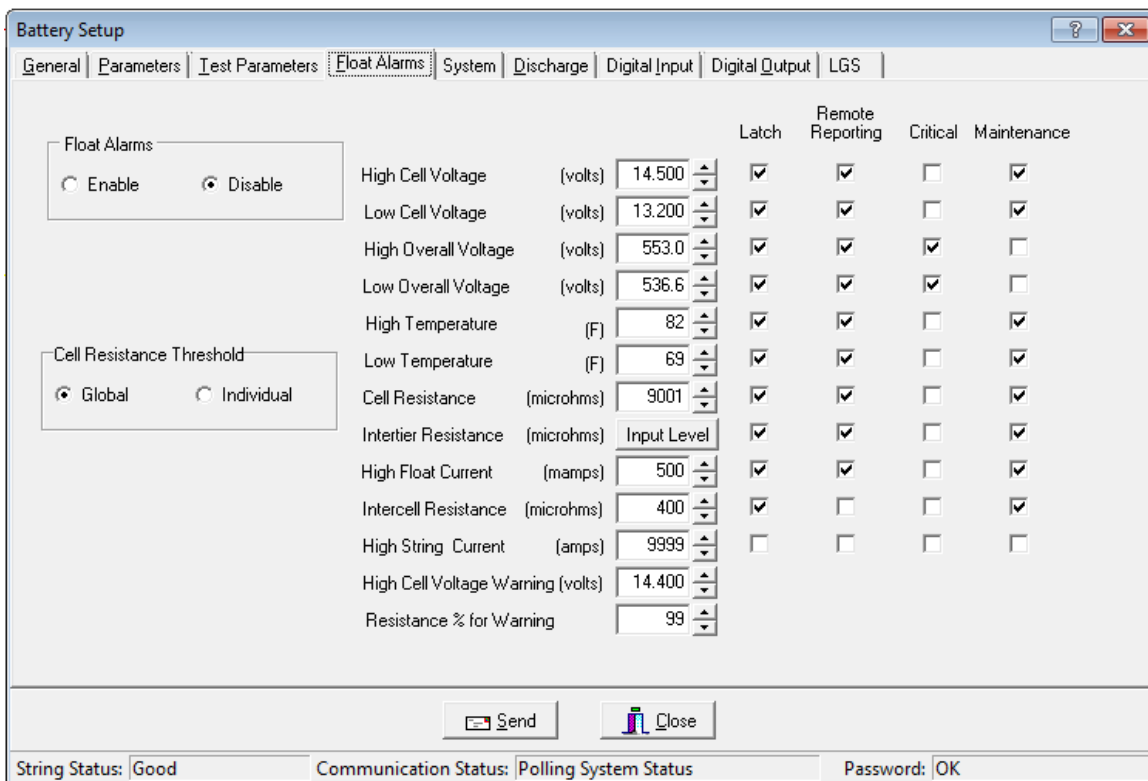 Battery Setup
General Parameters Test Parameters Float Alarms System Discharge Digital Input Digital Output LGS
Latch Remote Reporting Critical Maintenance
Float Alarms
Enable Disable
High Cell Voltage (volts) 14.500
Low Cell Voltage (volts) 13.200
High Overall Voltage (volts) 553.0
Low Overall Voltage (volts) 536.6
High Temperature (F) 82
Low Temperature (F) 69
Cell Resistance Threshold
Global Individual
Cell Resistance (microhms) 9001
Intertier Resistance (microhms) Input Level
High Float Current (mamps) 500
Intercell Resistance (microhms) 400
High String Current (amps) 9999
High Cell Voltage Warning (volts) 14.400
Resistance % for Warning 99
Send Close
String Status: Good Communication Status: Polling System Status Password: OK